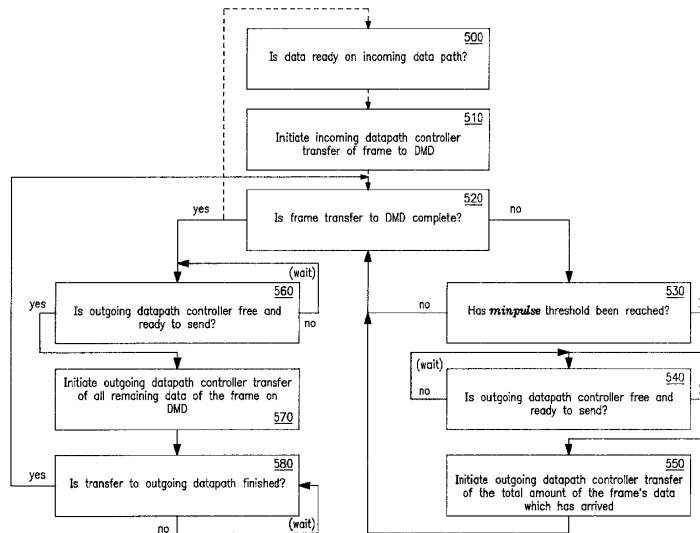 500
Is data ready on incoming data path?
510
Initiate incoming datapath controller
transfer of frame to DMD
520
yes
Is frame transfer to DMD complete?
no
(wait)
560
yes
Is outgoing datapath controller free and
ready to send?
no
530
no
Has minpulse threshold been reached?
(wait)
540
no
Is outgoing datapath controller free and
ready to send?
Initiate outgoing datapath controller transfer
of all remaining data of the frame on
DMD
570
550
Initiate outgoing datapath controller transfer
of the total amount of the frame's data
which has arrived
580
yes
Is transfer to outgoing datapath finished?
no
(wait)